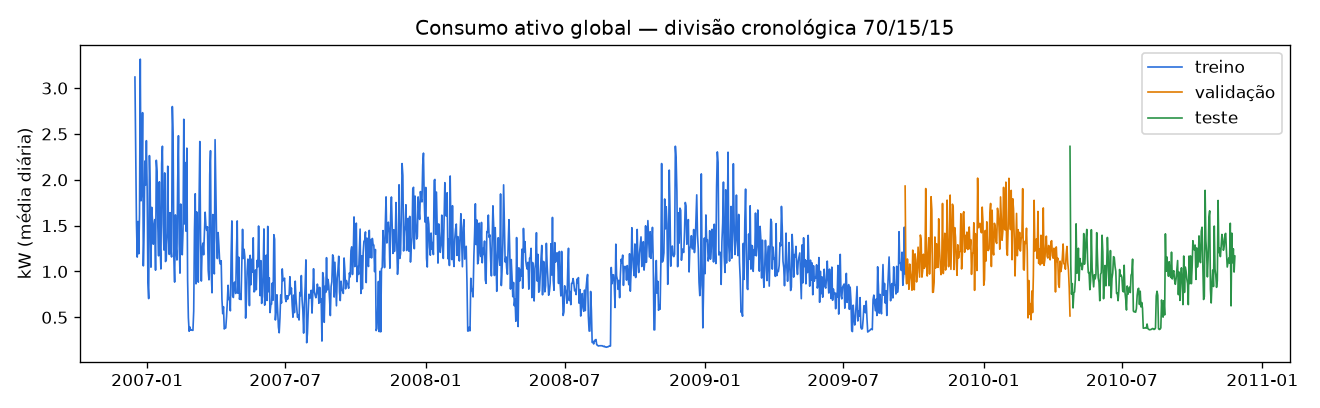 Consumo ativo global — divisão cronológica 70/15/15
kW (média diária)
3.0
2.5
2.0
1.5
1.0
0.5
treino
validação
teste
2007-01 2007-07 2008-01 2008-07 2009-01 2009-07 2010-01 2010-07 2011-01